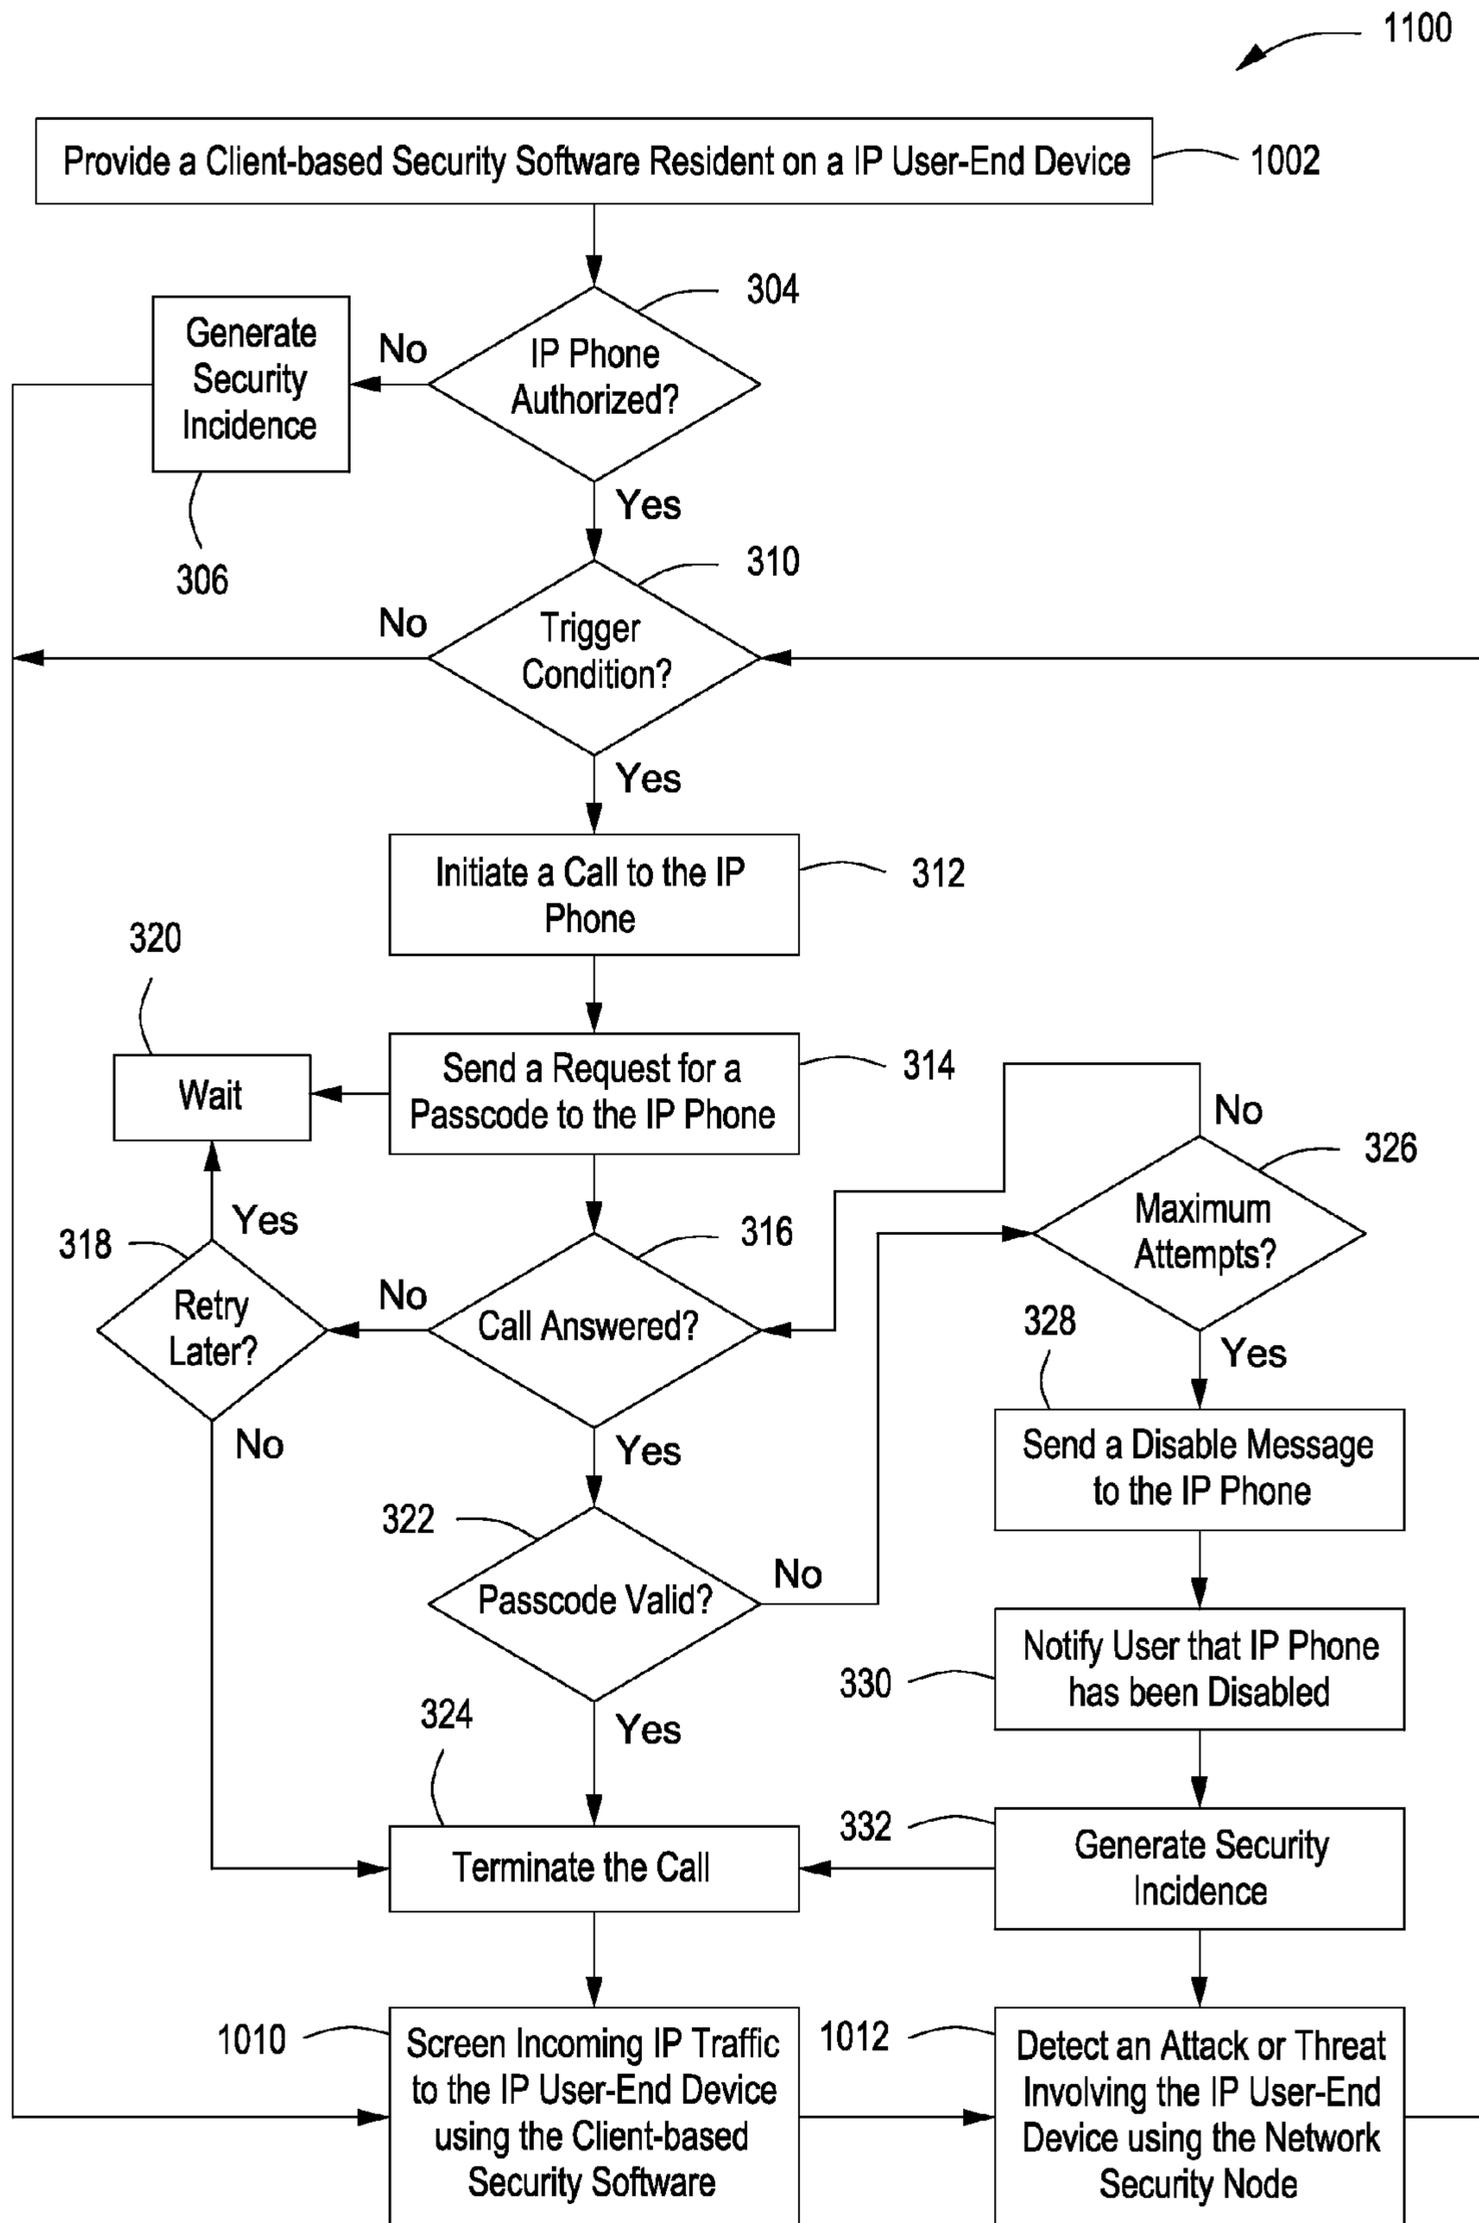 1100
Provide a Client-based Security Software Resident on a IP User-End Device
1002
304
Generate
Security
Incidence
No
IP Phone
Authorized?
306
Yes
310
No
Trigger
Condition?
Yes
Initiate a Call to the IP
Phone
312
320
Wait
Send a Request for a
Passcode to the IP Phone
314
No
326
Maximum
Attempts?
Yes
318
316
Retry
Later?
No
Call Answered?
328
Yes
No
Yes
Send a Disable Message
to the IP Phone
322
Passcode Valid?
No
Notify User that IP Phone
has been Disabled
330
324
Yes
332
Terminate the Call
Generate Security
Incidence
1010
Screen Incoming IP Traffic
to the IP User-End Device
using the Client-based
Security Software
1012
Detect an Attack or Threat
Involving the IP User-End
Device using the Network
Security Node